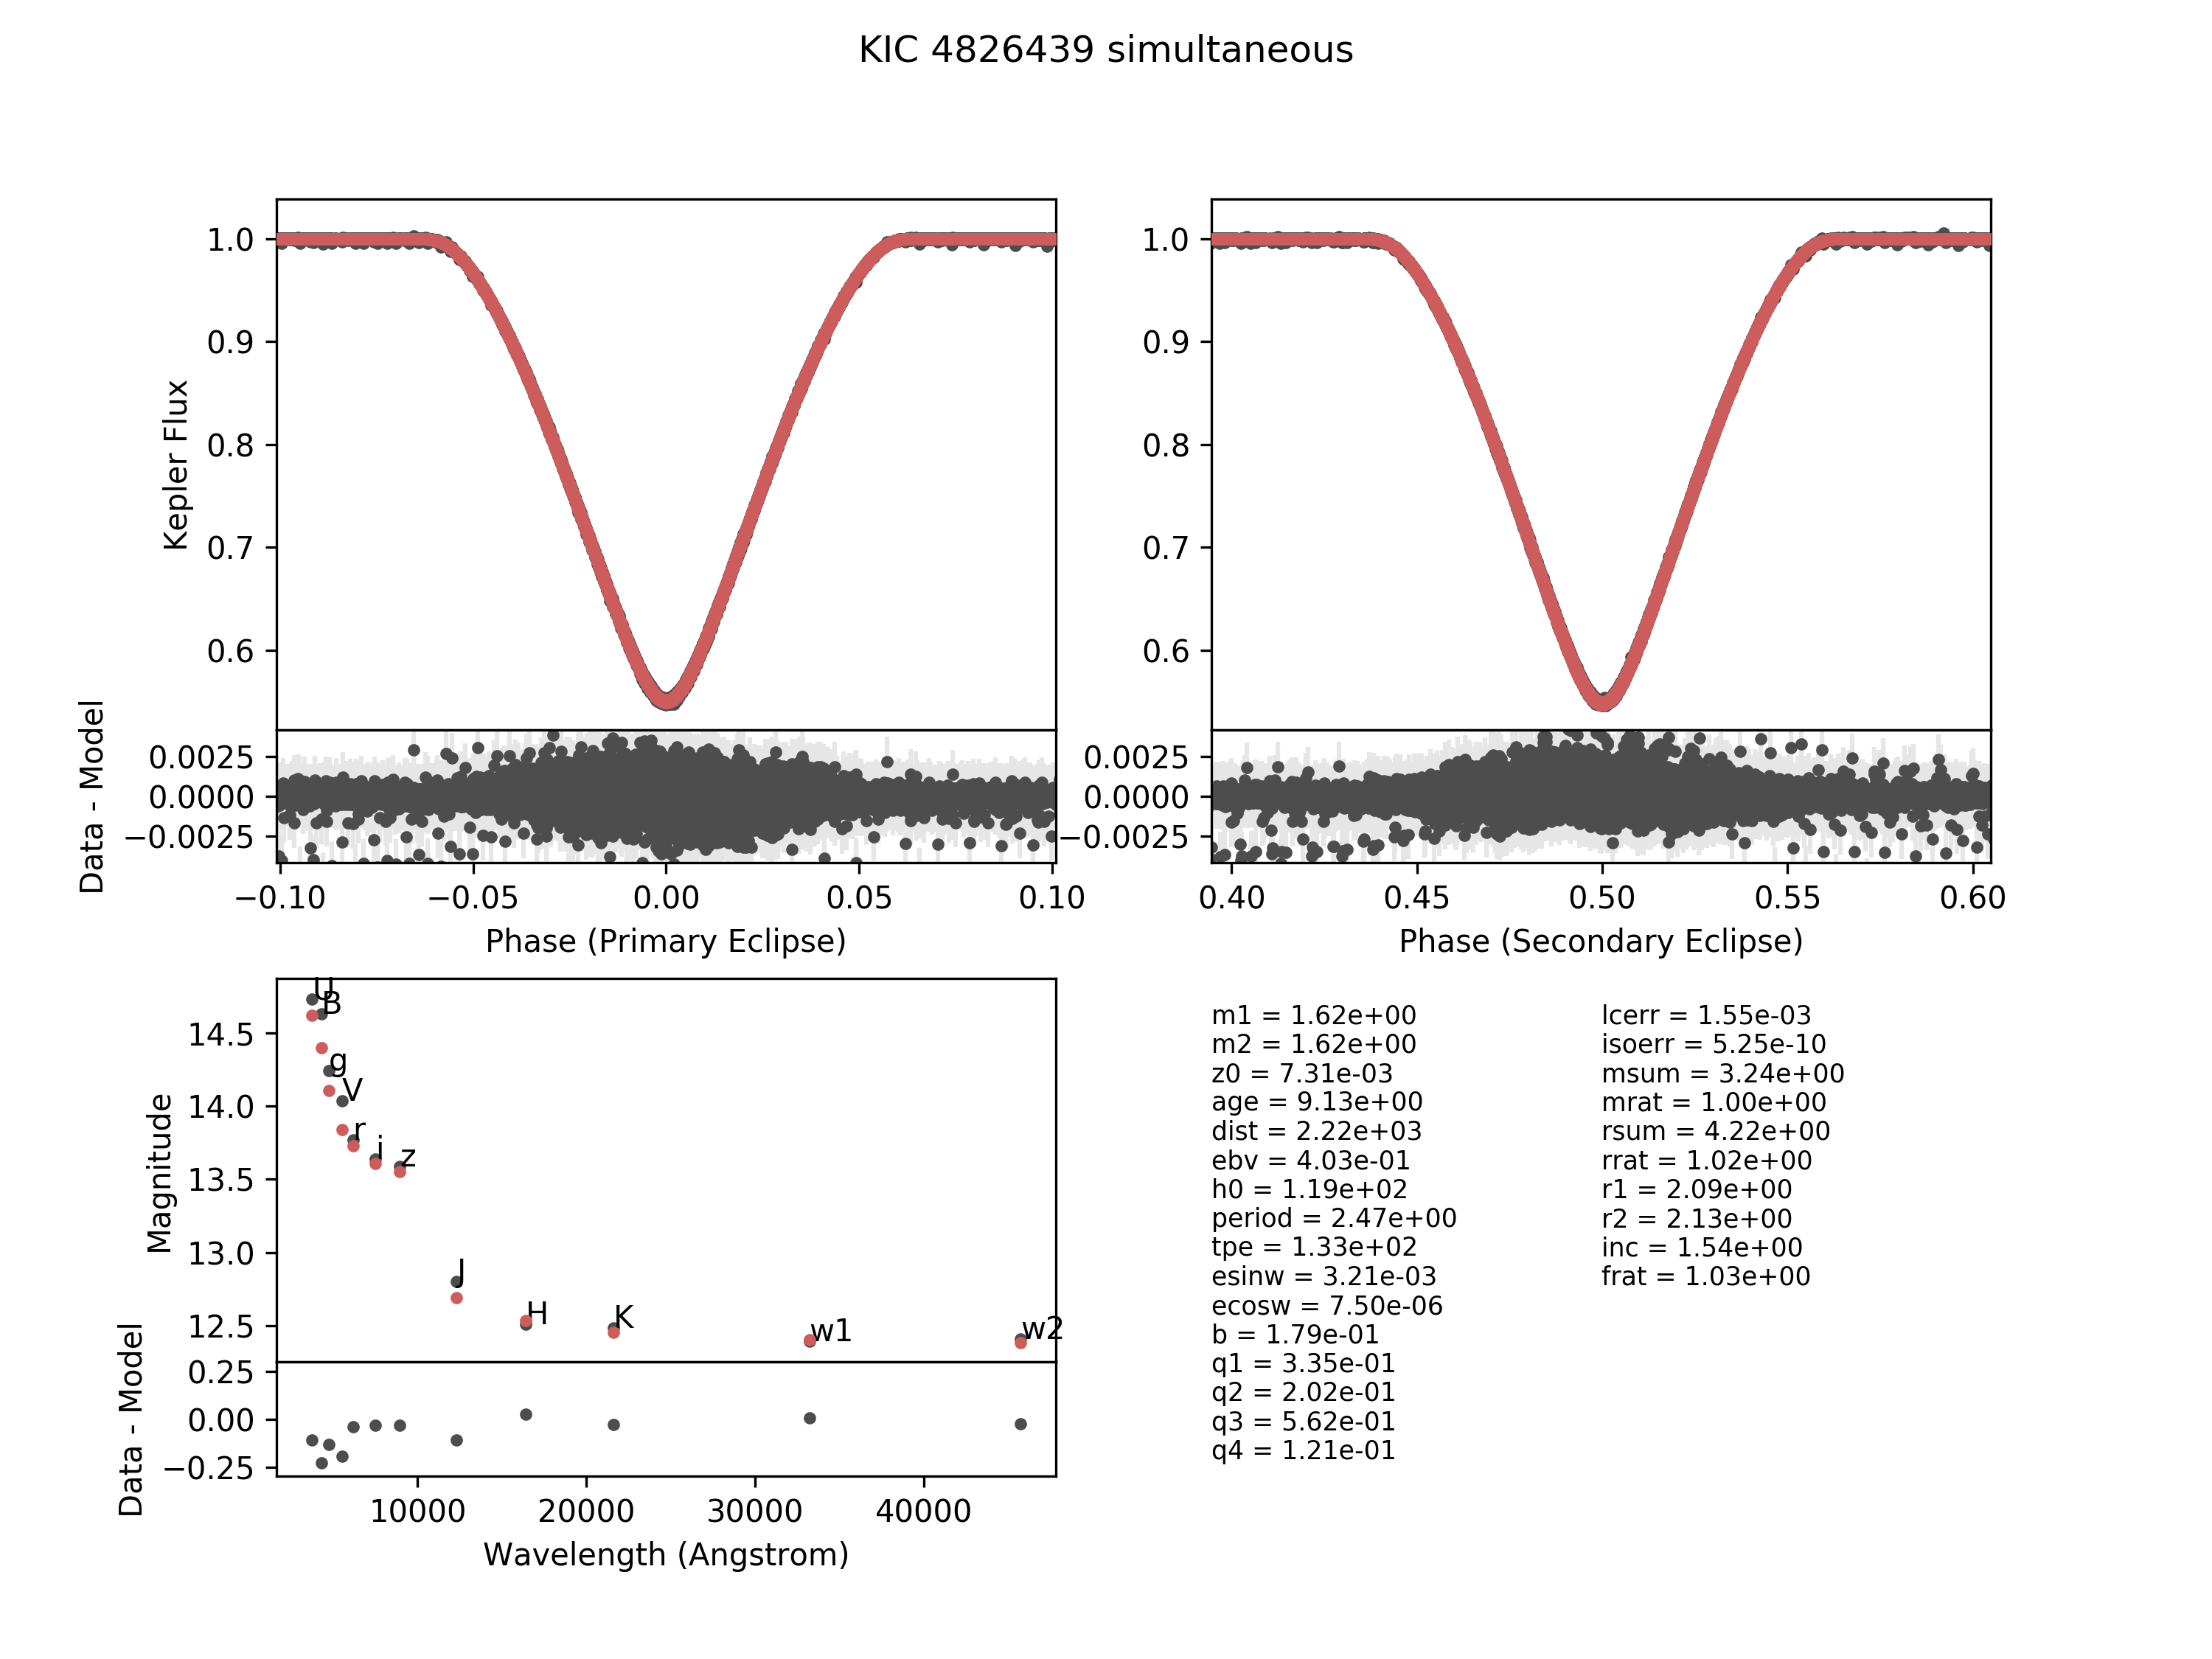 KIC 4826439 simultaneous
Kepler Flux
1.0
0.9
0.8
0.7
0.6
1.0
0.9
0.8
0.7
0.6
Data - Model
0.0025
0.0000
−0.0025
0.0025
0.0000
−0.0025
−0.10 −0.05 0.00 0.05 0.10
0.40 0.45 0.50 0.55 0.60
Phase (Primary Eclipse)
Phase (Secondary Eclipse)
Magnitude
14.5
14.0
13.5
13.0
12.5
U
B
g
V
r
i
z
J
H
K
w1
w2
Data - Model
0.25
0.00
−0.25
10000 20000 30000 40000
Wavelength (Angstrom)
m1 = 1.62e+00
m2 = 1.62e+00
z0 = 7.31e-03
age = 9.13e+00
dist = 2.22e+03
ebv = 4.03e-01
h0 = 1.19e+02
period = 2.47e+00
tpe = 1.33e+02
esinw = 3.21e-03
ecosw = 7.50e-06
b = 1.79e-01
q1 = 3.35e-01
q2 = 2.02e-01
q3 = 5.62e-01
q4 = 1.21e-01
lcerr = 1.55e-03
isoerr = 5.25e-10
msum = 3.24e+00
mrat = 1.00e+00
rsum = 4.22e+00
rrat = 1.02e+00
r1 = 2.09e+00
r2 = 2.13e+00
inc = 1.54e+00
frat = 1.03e+00